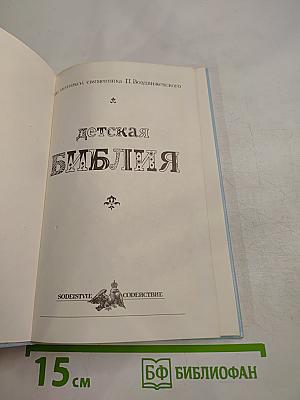 священника П. Воздвиженского
детская
БИБЛИЯ
SODEISTVIE СОДЕЙСТВИЕ
15 см
БФ БИБЛИОФАН